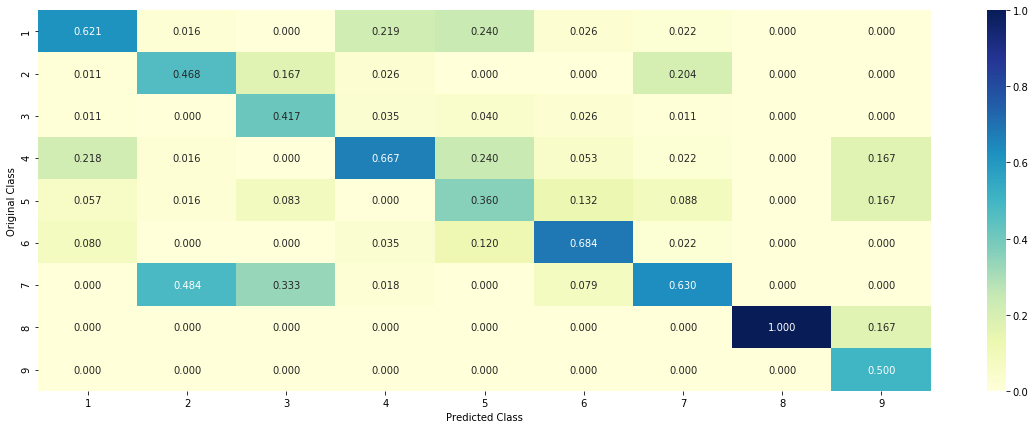 1.0
1 0.621 0.016 0.000 0.219 0.240 0.026 0.022 0.000 0.000
2 0.011 0.468 0.167 0.026 0.000 0.000 0.204 0.000 0.000
0.8
3 0.011 0.000 0.417 0.035 0.040 0.026 0.011 0.000 0.000
0.6
4 0.218 0.016 0.000 0.667 0.240 0.053 0.022 0.000 0.167
Original Class
5 0.057 0.016 0.083 0.000 0.360 0.132 0.088 0.000 0.167
0.4
6 0.080 0.000 0.000 0.035 0.120 0.684 0.022 0.000 0.000
7 0.000 0.484 0.333 0.018 0.000 0.079 0.630 0.000 0.000
0.2
8 0.000 0.000 0.000 0.000 0.000 0.000 0.000 1.000 0.167
9 0.000 0.000 0.000 0.000 0.000 0.000 0.000 0.000 0.500
0.0
1 2 3 4 5 6 7 8 9
Predicted Class